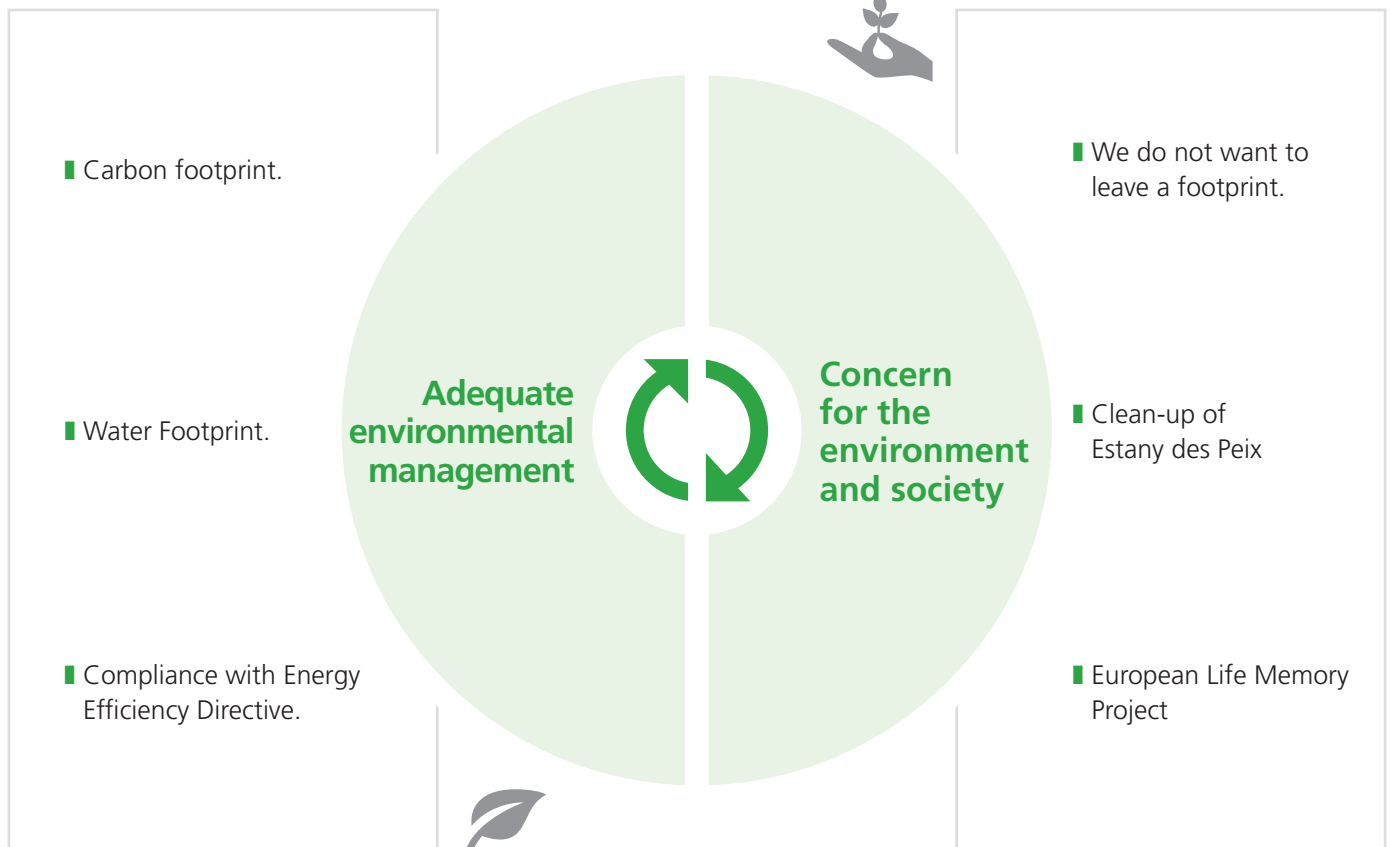 Carbon footprint.
Water Footprint.
Compliance with Energy
Efficiency Directive.
Adequate
environmental
management
Concern
for the
environment
and society
We do not want to
leave a footprint.
Clean-up of
Estany des Peix
European Life Memory
Project